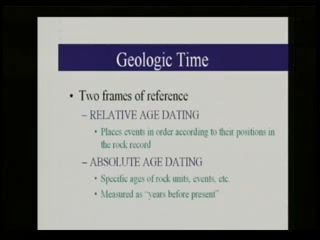 Geologic Time
• Two frames of reference
– RELATIVE AGE DATING
• Places events in order according to their positions in
the rock record
– ABSOLUTE AGE DATING
• Specific ages of rock units, events, etc.
• Measured as "years before present"